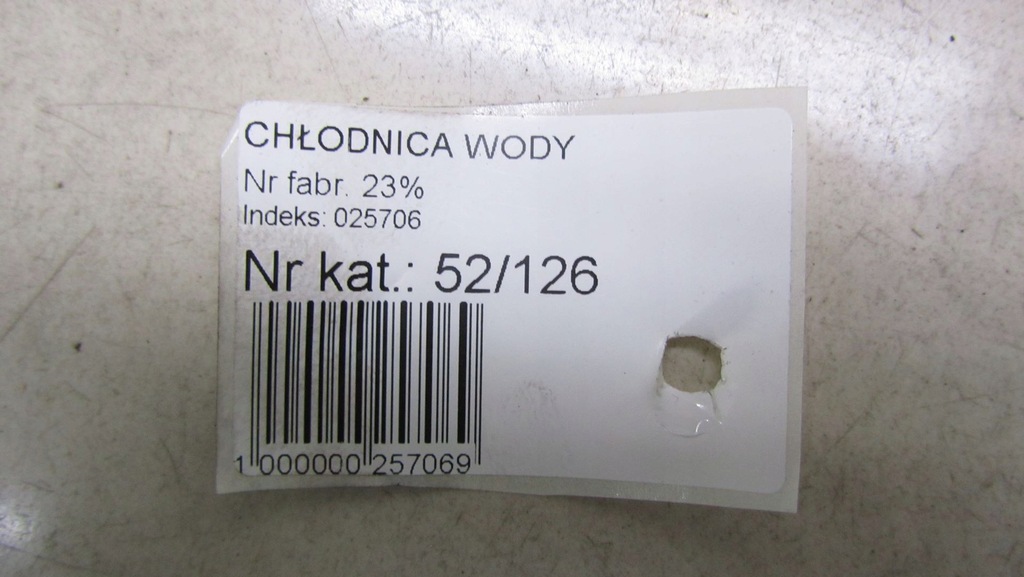 CHŁODNICA WODY
Nr fabr. 23%
Indeks: 025706
Nr kat.: 52/126
1 000000 257069